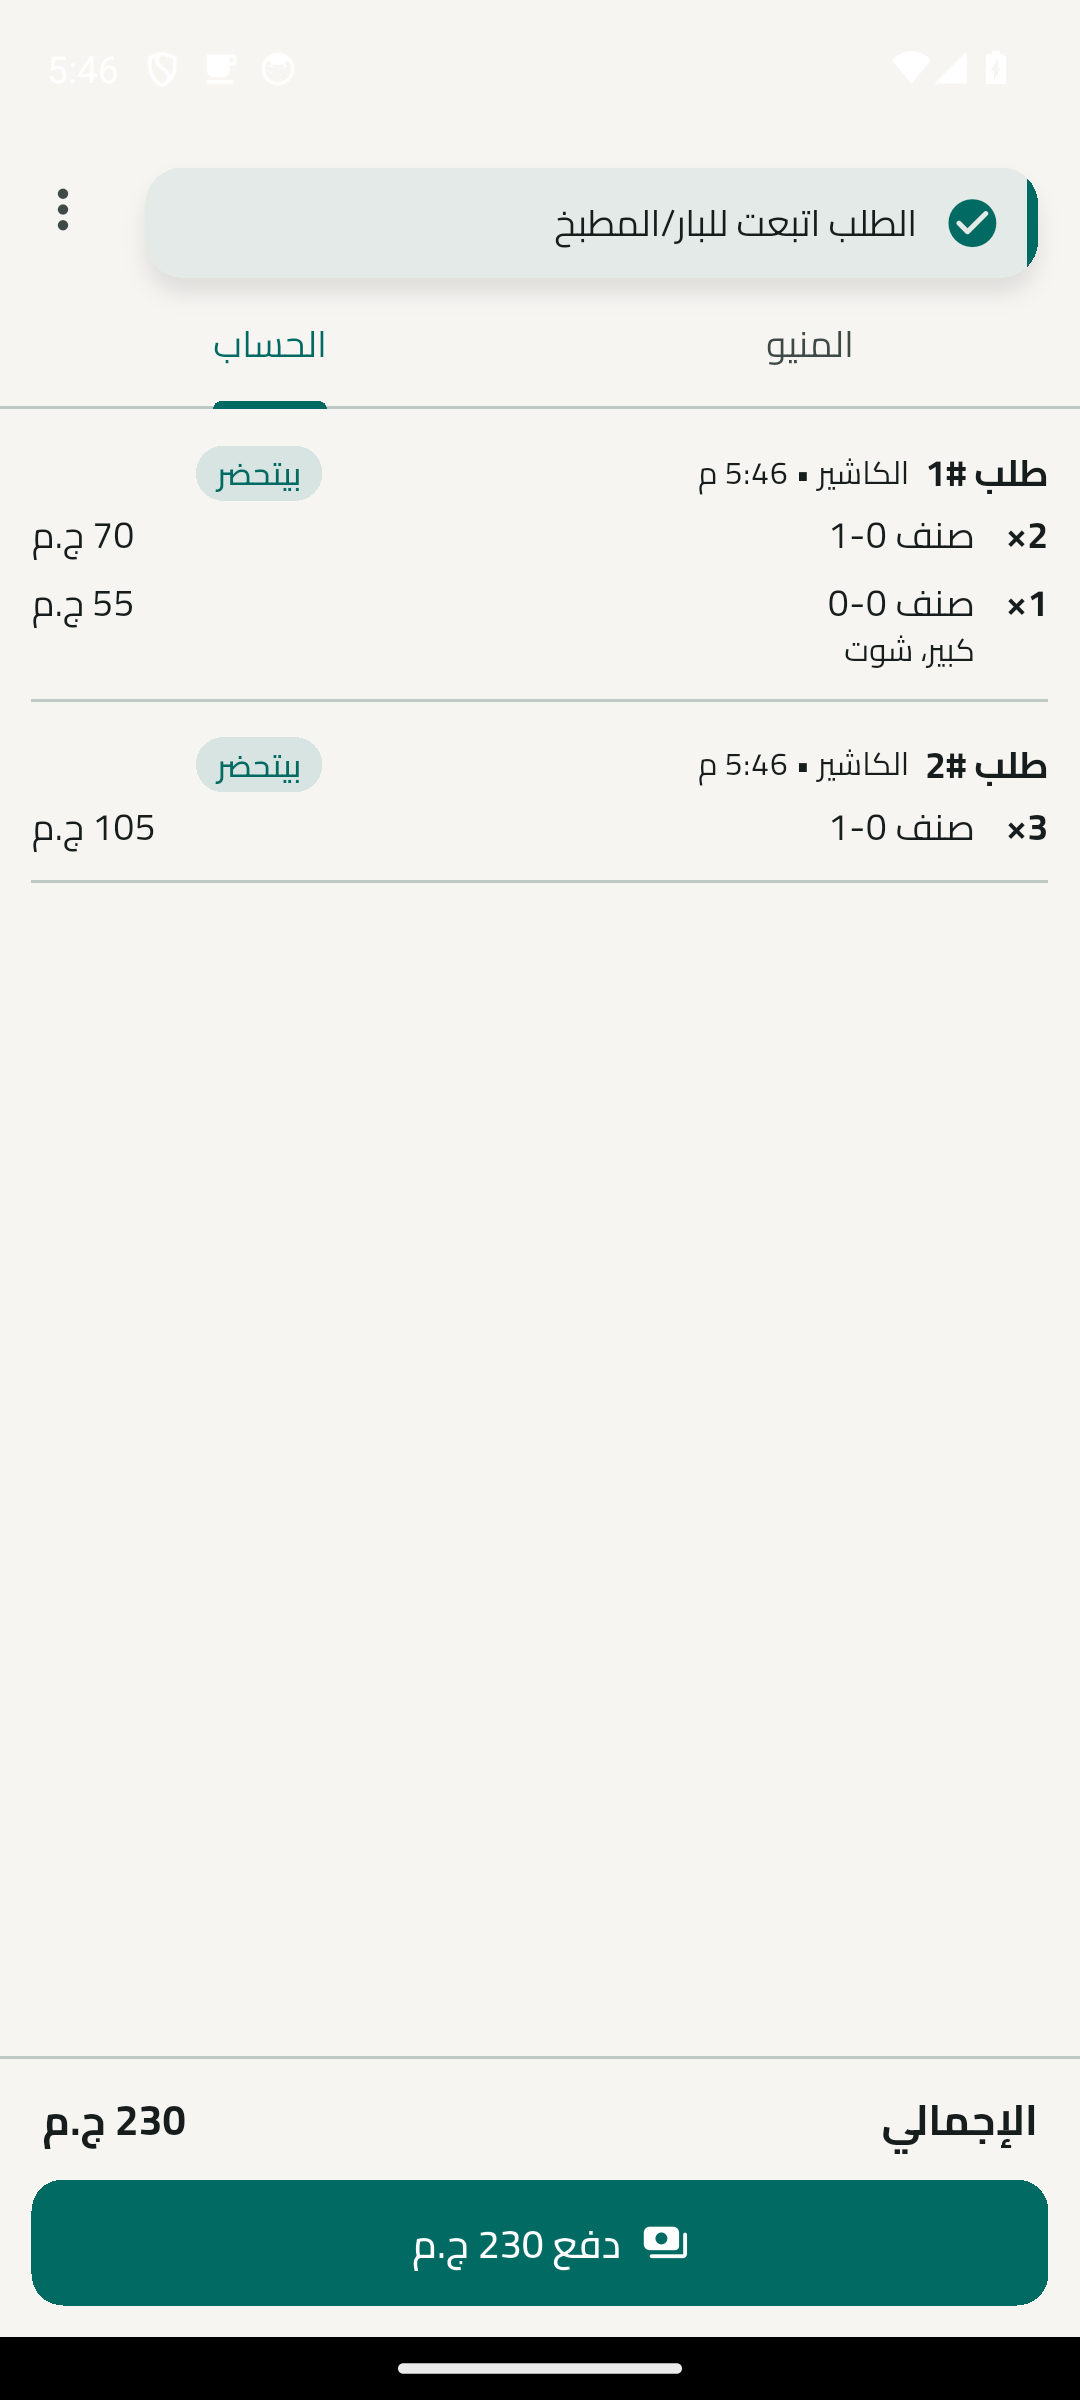 5:46
الطلب اتبعت للبار/المطبخ
المنيو
الحساب
طلب #1 الكاشير • 5:46 م بيتحضر
×2 صنف 0-1 70 ج.م
×1 صنف 0-0 55 ج.م
كبير، شوت
طلب #2 الكاشير • 5:46 م بيتحضر
×3 صنف 0-1 105 ج.م
الإجمالي 230 ج.م
دفع 230 ج.م